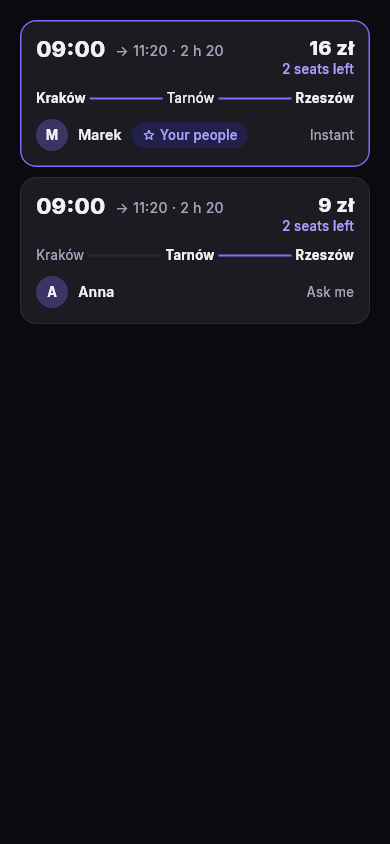 09:00 → 11:20 · 2 h 20 16 zł
2 seats left
Kraków Tarnów Rzeszów
M Marek ☆ Your people Instant
09:00 → 11:20 · 2 h 20 9 zł
2 seats left
Kraków Tarnów Rzeszów
A Anna Ask me